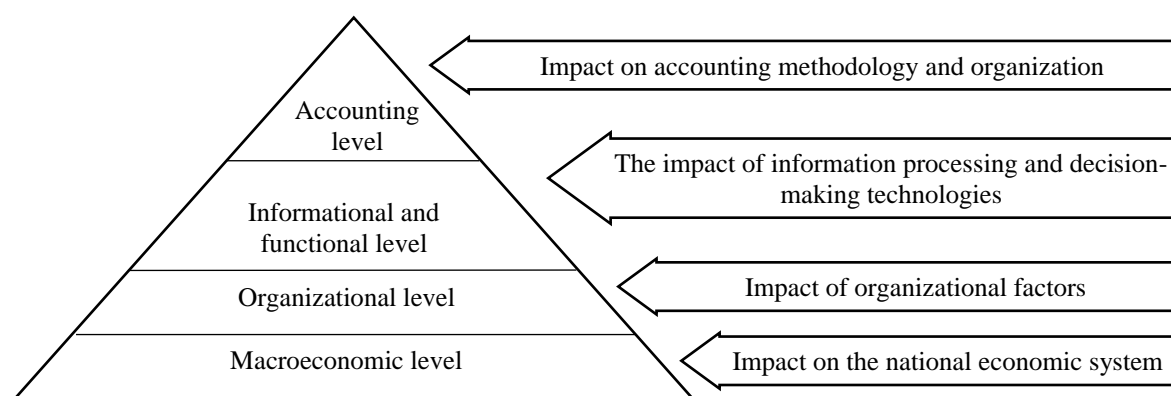 Impact on accounting methodology and organization
Accounting
level
The impact of information processing and decision-
making technologies
Informational and
functional level
Organizational level
Impact of organizational factors
Macroeconomic level
Impact on the national economic system